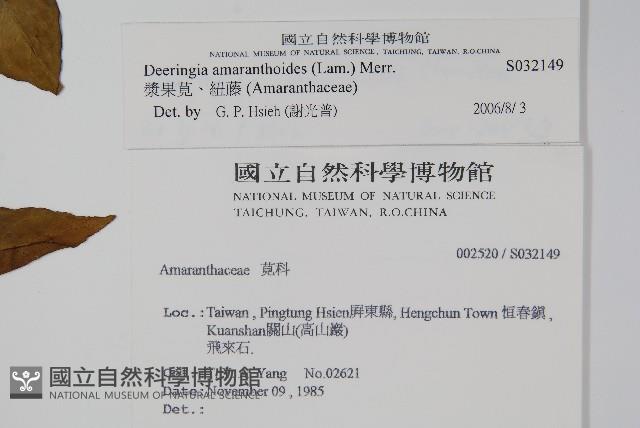 國立自然科學博物館
NATIONAL MUSEUM OF NATURAL SCIENCE, TAICHUNG, TAIWAN, R.O.CHINA
Deeringia amaranthoides (Lam.) Merr. S032149
漿果莧、紐藤 (Amaranthaceae)
Det. by G. P. Hsieh (謝光普) 2006/8/3
國立自然科學博物館
NATIONAL MUSEUM OF NATURAL SCIENCE
TAICHUNG, TAIWAN, R.O.CHINA
002520 / S032149
Amaranthaceae 莧科
Loc.: Taiwan , Pingtung Hsien屏東縣, Hengchun Town 恒春鎮 ,
Kuanshan關山(高山巖)
飛來石.
Yang No.02621
Date: November 09 , 1985
Det.:
國立自然科學博物館
NATIONAL MUSEUM OF NATURAL SCIENCE